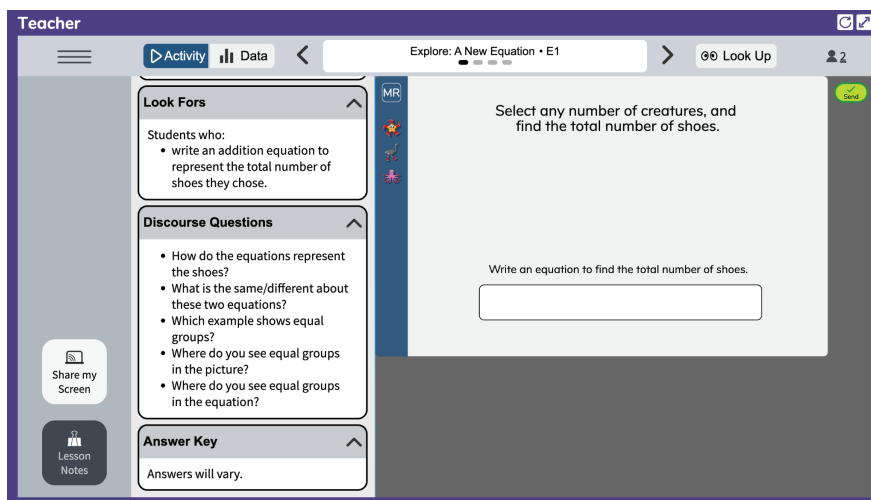 Teacher
Activity
Data
Explore: A New Equation • E1
Look Up
2
Look Fors
Students who:
• write an addition equation to
represent the total number of
shoes they chose.
Discourse Questions
• How do the equations represent
the shoes?
• What is the same/different about
these two equations?
• Which example shows equal
groups?
• Where do you see equal groups
in the picture?
• Where do you see equal groups
in the equation?
Answer Key
Answers will vary.
Share my
Screen
Lesson
Notes
MR
Select any number of creatures, and
find the total number of shoes.
Write an equation to find the total number of shoes.
Send